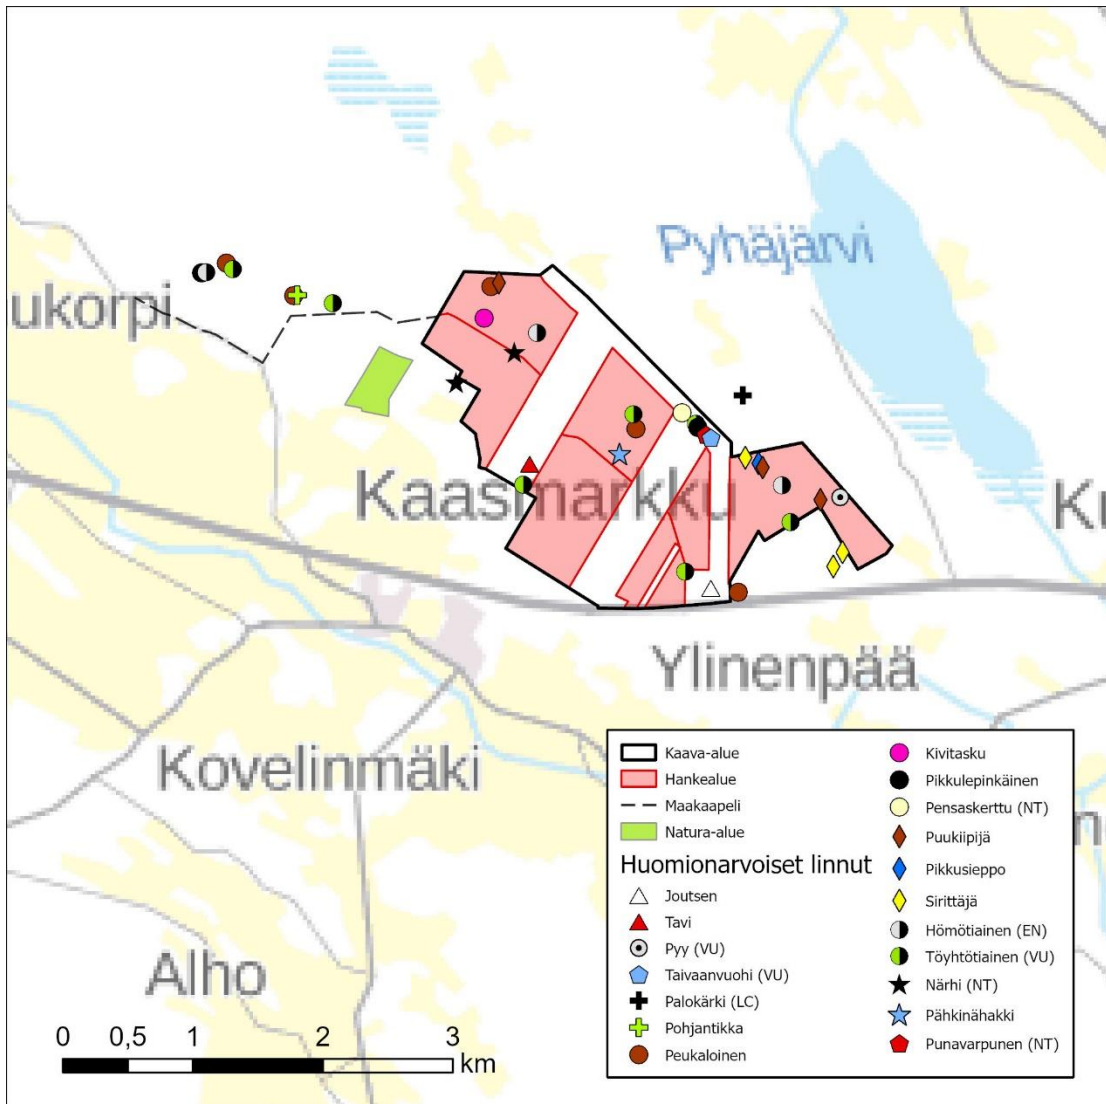 Pyhäjärvi
ukorpi
Kaasmarkku
Ku
Ylinenpää
Kovelinmäki
Alho
0 0,5 1 2 3
km
Kaava-alue
Hankealue
Maakaapeli
Natura-alue
Huomionarvoiset linnut
Joutsen
Tavi
Pyy (VU)
Taivaanvuohi (VU)
Palokärki (LC)
Pohjantikka
Peukaloinen
Kivitasku
Pikkulepinkäinen
Pensaskerttu (NT)
Puukiipijä
Pikkusieppo
Sirittäjä
Hömötiainen (EN)
Töyhtötiainen (VU)
Närhi (NT)
Pähkinähakki
Punavarpunen (NT)